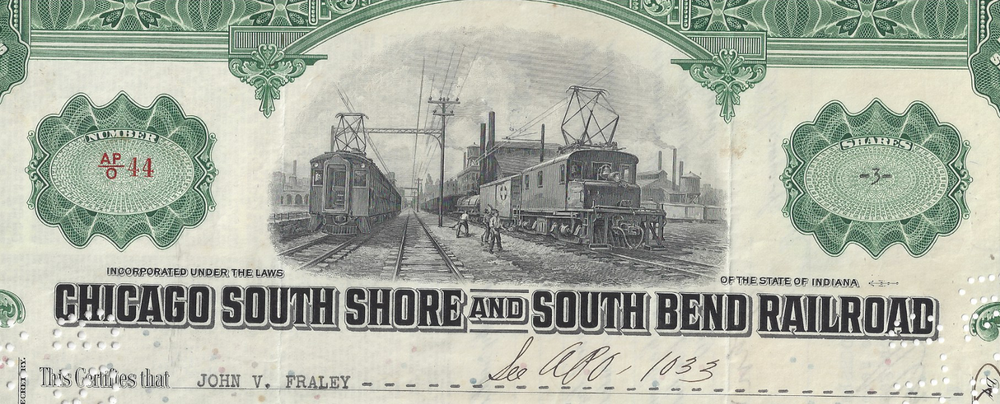 NUMBER
AP/O 44
SHARES
-3-
INCORPORATED UNDER THE LAWS
OF THE STATE OF INDIANA
CHICAGO SOUTH SHORE AND SOUTH BEND RAILROAD
See APO - 1033
This Certifies that JOHN V. FRALEY